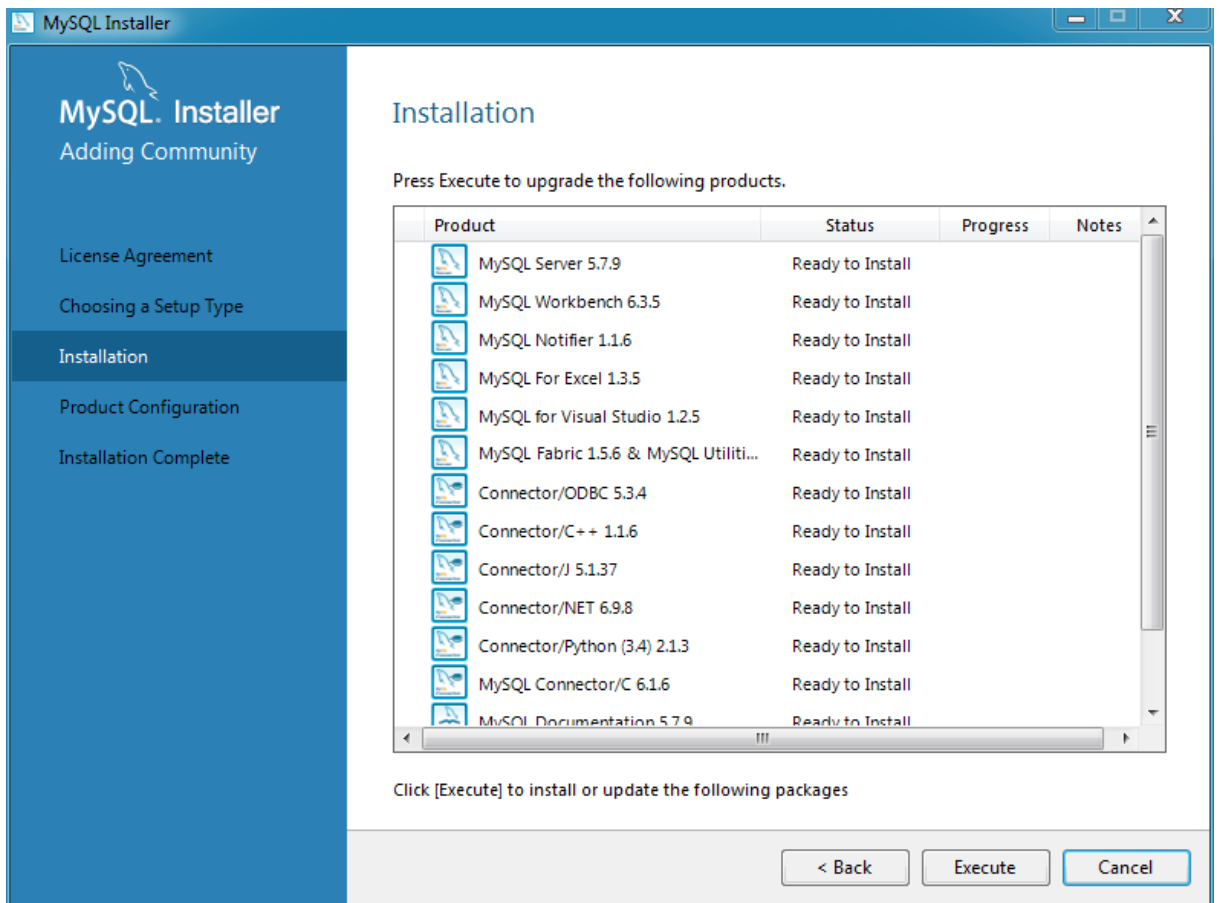 MySQL Installer
MySQL. Installer
Adding Community
License Agreement
Choosing a Setup Type
Installation
Product Configuration
Installation Complete
Installation
Press Execute to upgrade the following products.
Product Status Progress Notes
MySQL Server 5.7.9 Ready to Install
MySQL Workbench 6.3.5 Ready to Install
MySQL Notifier 1.1.6 Ready to Install
MySQL For Excel 1.3.5 Ready to Install
MySQL for Visual Studio 1.2.5 Ready to Install
MySQL Fabric 1.5.6 & MySQL Utiliti... Ready to Install
Connector/ODBC 5.3.4 Ready to Install
Connector/C++ 1.1.6 Ready to Install
Connector/J 5.1.37 Ready to Install
Connector/NET 6.9.8 Ready to Install
Connector/Python (3.4) 2.1.3 Ready to Install
MySQL Connector/C 6.1.6 Ready to Install
MySQL Documentation 5.7.9 Ready to Install
Click [Execute] to install or update the following packages
< Back Execute Cancel